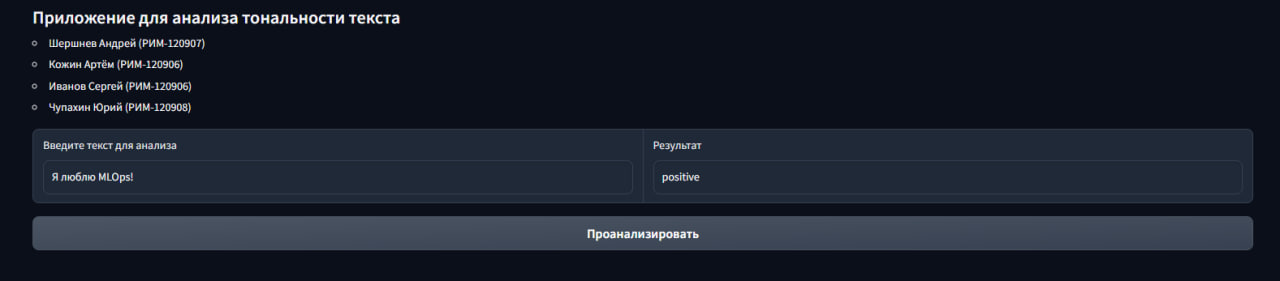 Приложение для анализа тональности текста
Шершнев Андрей (РИМ-120907)
Кожин Артём (РИМ-120906)
Иванов Сергей (РИМ-120906)
Чупахин Юрий (РИМ-120908)
Введите текст для анализа
Я люблю MLOps!
Результат
positive
Проанализировать